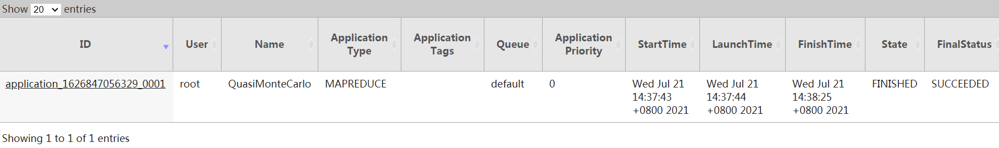 Show 20 entries
ID User Name Application Type Application Tags Queue Application Priority StartTime LaunchTime FinishTime State FinalStatus
application_1626847056329_0001 root QuasiMonteCarlo MAPREDUCE default 0 Wed Jul 21 14:37:43 +0800 2021 Wed Jul 21 14:37:44 +0800 2021 Wed Jul 21 14:38:25 +0800 2021 FINISHED SUCCEEDED
Showing 1 to 1 of 1 entries